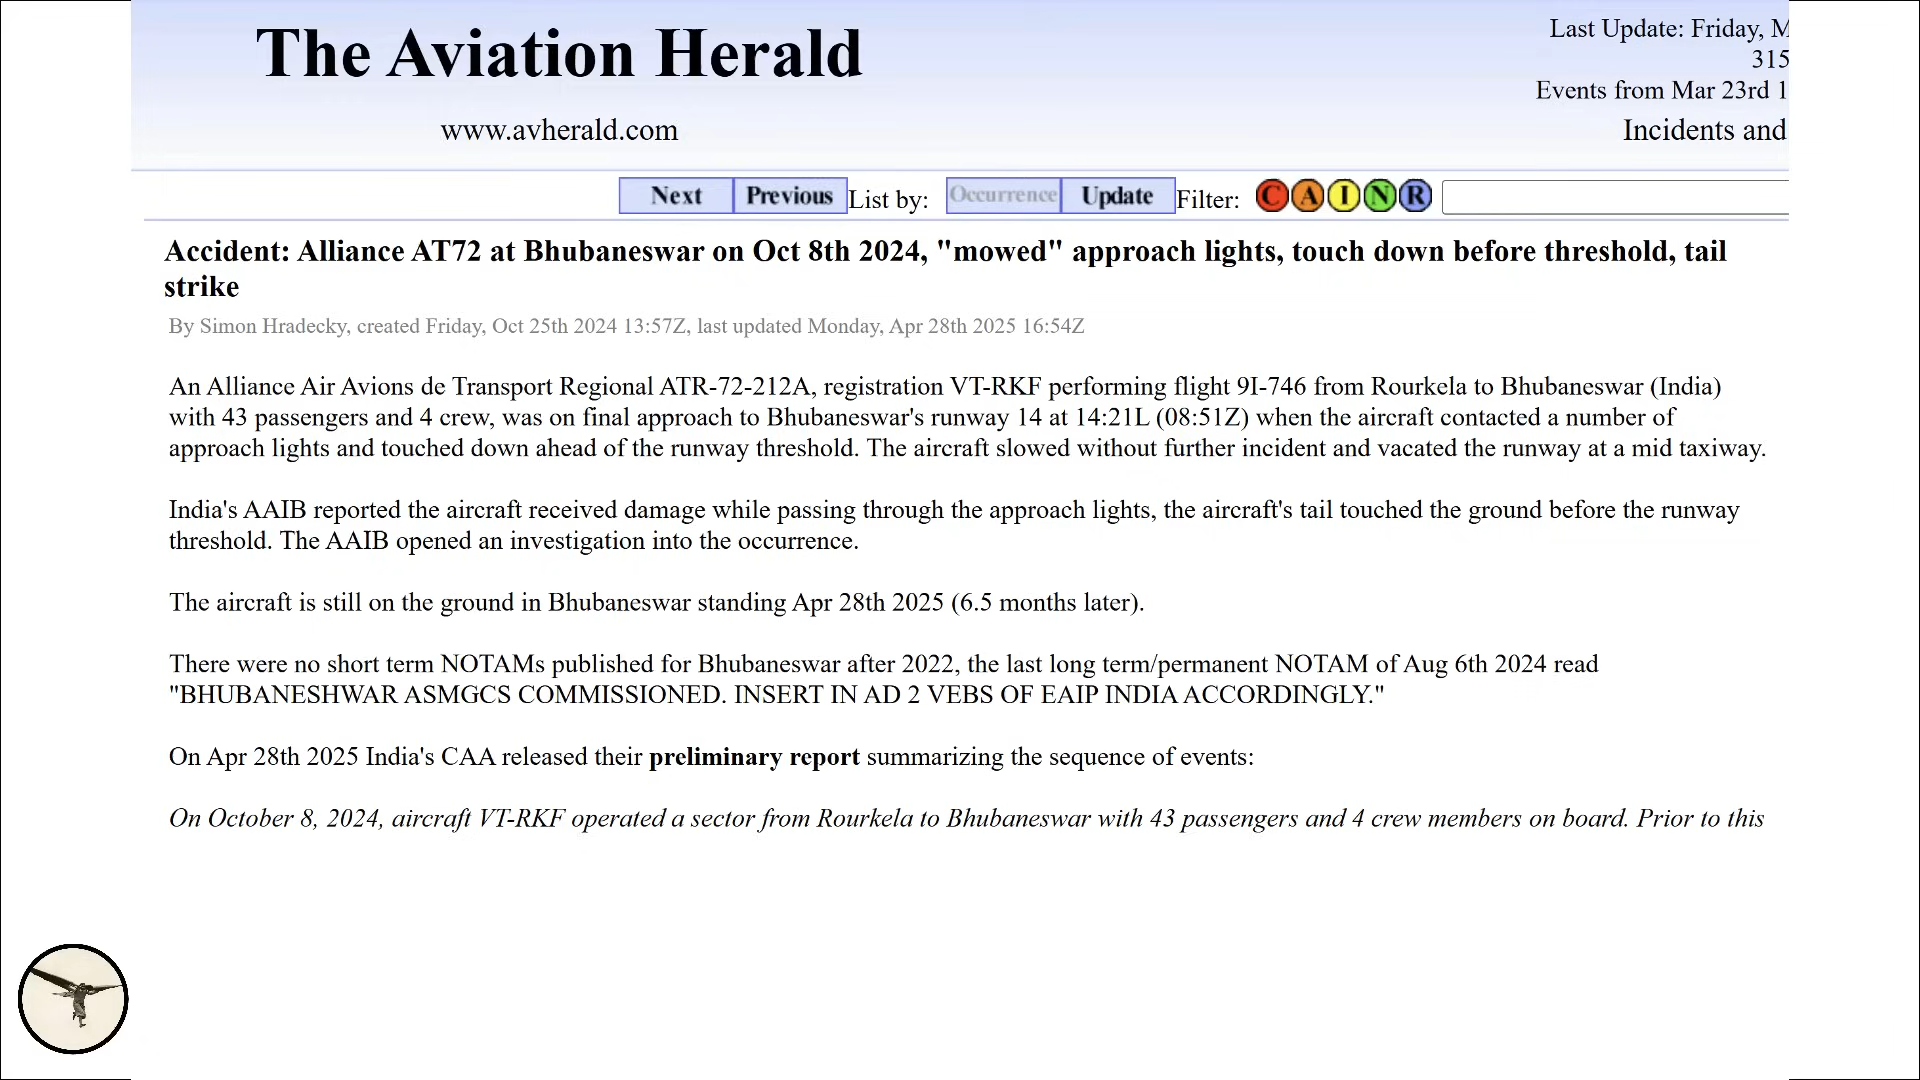 The Aviation Herald
www.avherald.com
Last Update: Friday, M
315
Events from Mar 23rd 1
Incidents and
Next Previous List by: Occurrence Update Filter: C A I N R
Accident: Alliance AT72 at Bhubaneswar on Oct 8th 2024, "mowed" approach lights, touch down before threshold, tail
strike
By Simon Hradecky, created Friday, Oct 25th 2024 13:57Z, last updated Monday, Apr 28th 2025 16:54Z
An Alliance Air Avions de Transport Regional ATR-72-212A, registration VT-RKF performing flight 9I-746 from Rourkela to Bhubaneswar (India)
with 43 passengers and 4 crew, was on final approach to Bhubaneswar's runway 14 at 14:21L (08:51Z) when the aircraft contacted a number of
approach lights and touched down ahead of the runway threshold. The aircraft slowed without further incident and vacated the runway at a mid taxiway.
India's AAIB reported the aircraft received damage while passing through the approach lights, the aircraft's tail touched the ground before the runway
threshold. The AAIB opened an investigation into the occurrence.
The aircraft is still on the ground in Bhubaneswar standing Apr 28th 2025 (6.5 months later).
There were no short term NOTAMs published for Bhubaneswar after 2022, the last long term/permanent NOTAM of Aug 6th 2024 read
"BHUBANESHWAR ASMGCS COMMISSIONED. INSERT IN AD 2 VEBS OF EAIP INDIA ACCORDINGLY."
On Apr 28th 2025 India's CAA released their preliminary report summarizing the sequence of events:
On October 8, 2024, aircraft VT-RKF operated a sector from Rourkela to Bhubaneswar with 43 passengers and 4 crew members on board. Prior to this